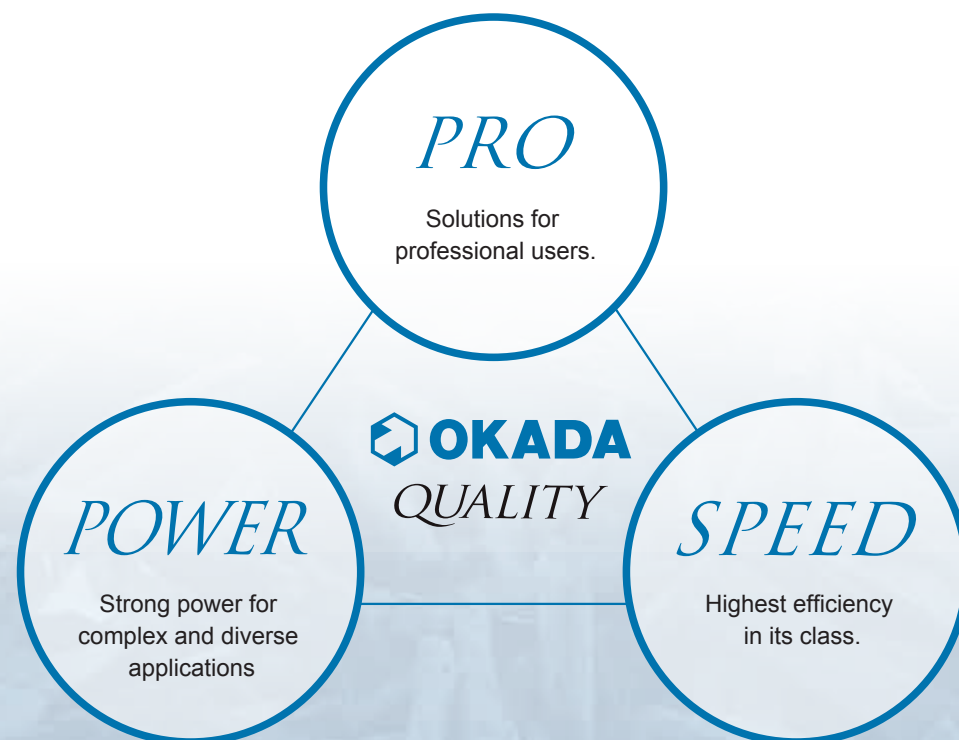 PRO
Solutions for
professional users.
OKADA
QUALITY
POWER
Strong power for
complex and diverse
applications
SPEED
Highest efficiency
in its class.